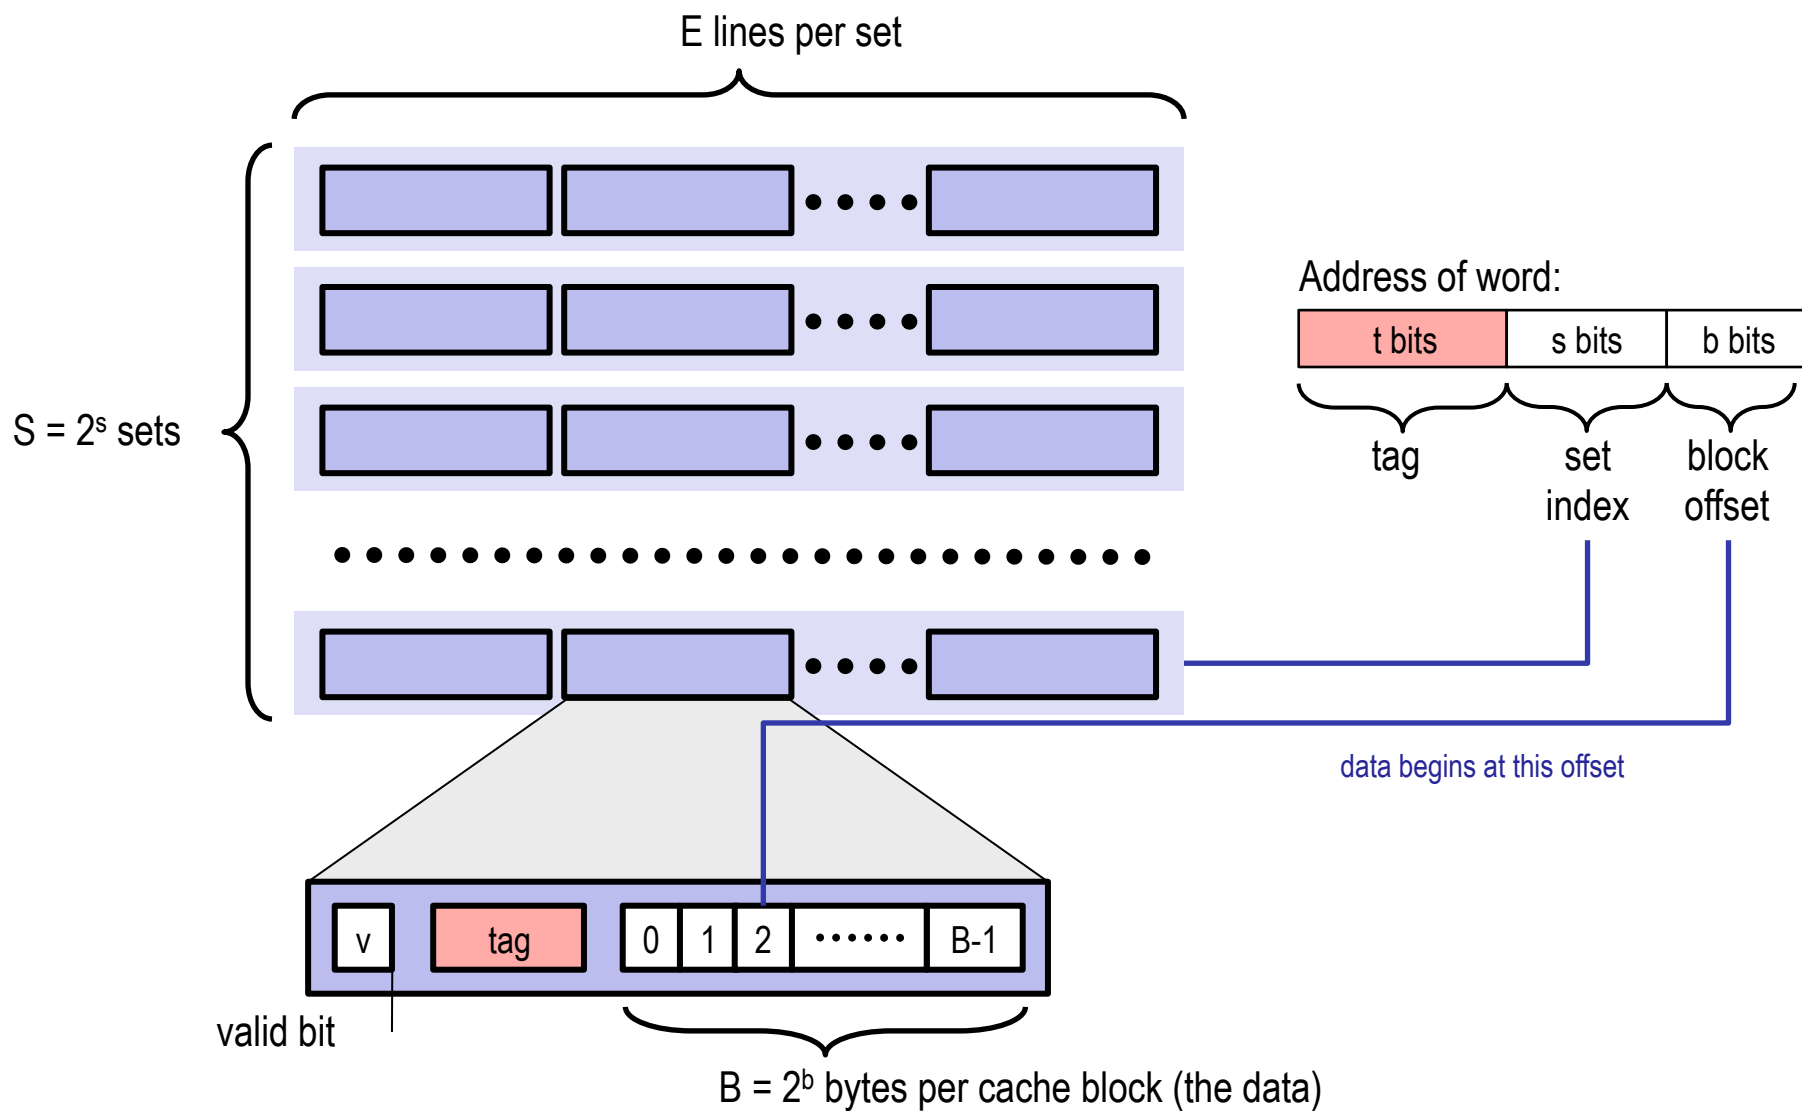 E lines per set
S = 2ˢ sets
Address of word:
t bits s bits b bits
tag set block
index offset
data begins at this offset
v tag 0 1 2 B-1
valid bit
B = 2ᵇ bytes per cache block (the data)